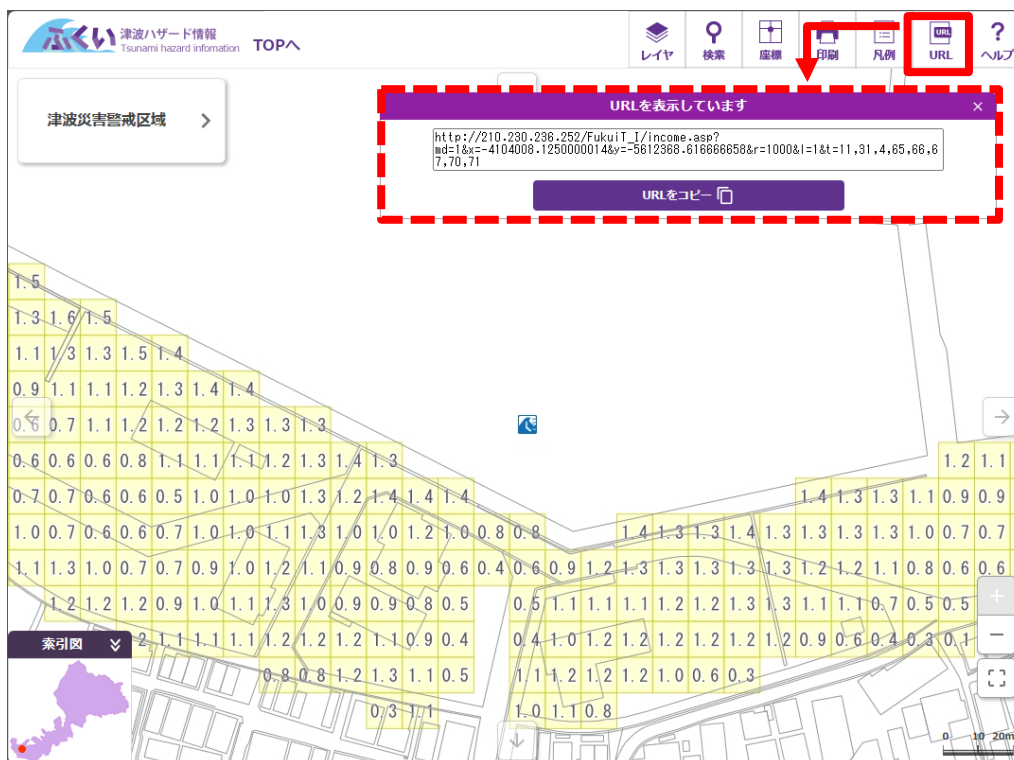 ふくい 津波ハザード情報
Tsunami hazard infomation
TOPへ
レイヤ 検索 座標 印刷 凡例 URL ヘルプ
津波災害警戒区域
URLを表示しています
http://210.230.236.252/FukuiT_I/income.asp?
md=1&x=-4104008.1250000014&y=-5612368.616666658&r=1000&l=1&t=11,31,4,65,66,6
7,70,71
URLをコピー
1.5
1.3 1.6 1.5
1.1 1.3 1.3 1.5 1.4
0.9 1.1 1.1 1.2 1.3 1.4 1.4
0.6 0.7 1.1 1.2 1.2 1.2 1.3 1.3 1.3
0.6 0.6 0.6 0.8 1.1 1.1 1.1 1.2 1.3 1.4 1.3 1.2 1.1
0.7 0.7 0.6 0.6 0.5 1.0 1.0 1.0 1.3 1.2 1.4 1.4 1.4 1.4 1.3 1.3 1.1 0.9 0.9
1.0 0.7 0.6 0.6 0.7 1.0 1.0 1.1 1.3 1.0 1.0 1.2 1.0 0.8 0.8 1.4 1.3 1.3 1.4 1.3 1.3 1.3 1.3 1.0 0.7 0.7
1.1 1.3 1.0 0.7 0.7 0.9 1.0 1.2 1.1 0.9 0.8 0.9 0.6 0.4 0.6 0.9 1.2 1.3 1.3 1.3 1.3 1.3 1.2 1.2 1.1 0.8 0.6 0.6
1.2 1.2 1.2 0.9 1.0 1.1 1.3 1.0 0.9 0.9 0.8 0.5 0.5 1.1 1.1 1.1 1.2 1.2 1.3 1.3 1.1 1.1 0.7 0.5 0.5
1.1 1.1 1.1 1.2 1.2 1.2 1.1 0.9 0.4 0.4 1.0 1.2 1.2 1.2 1.2 1.2 1.2 0.9 0.6 0.4 0.3 0.1
索引図
0.8 0.8 1.2 1.3 1.1 0.5 1.1 1.2 1.2 1.2 1.2 1.0 0.6 0.3
0.3 1.1 1.0 1.1 0.8
0 10 20m